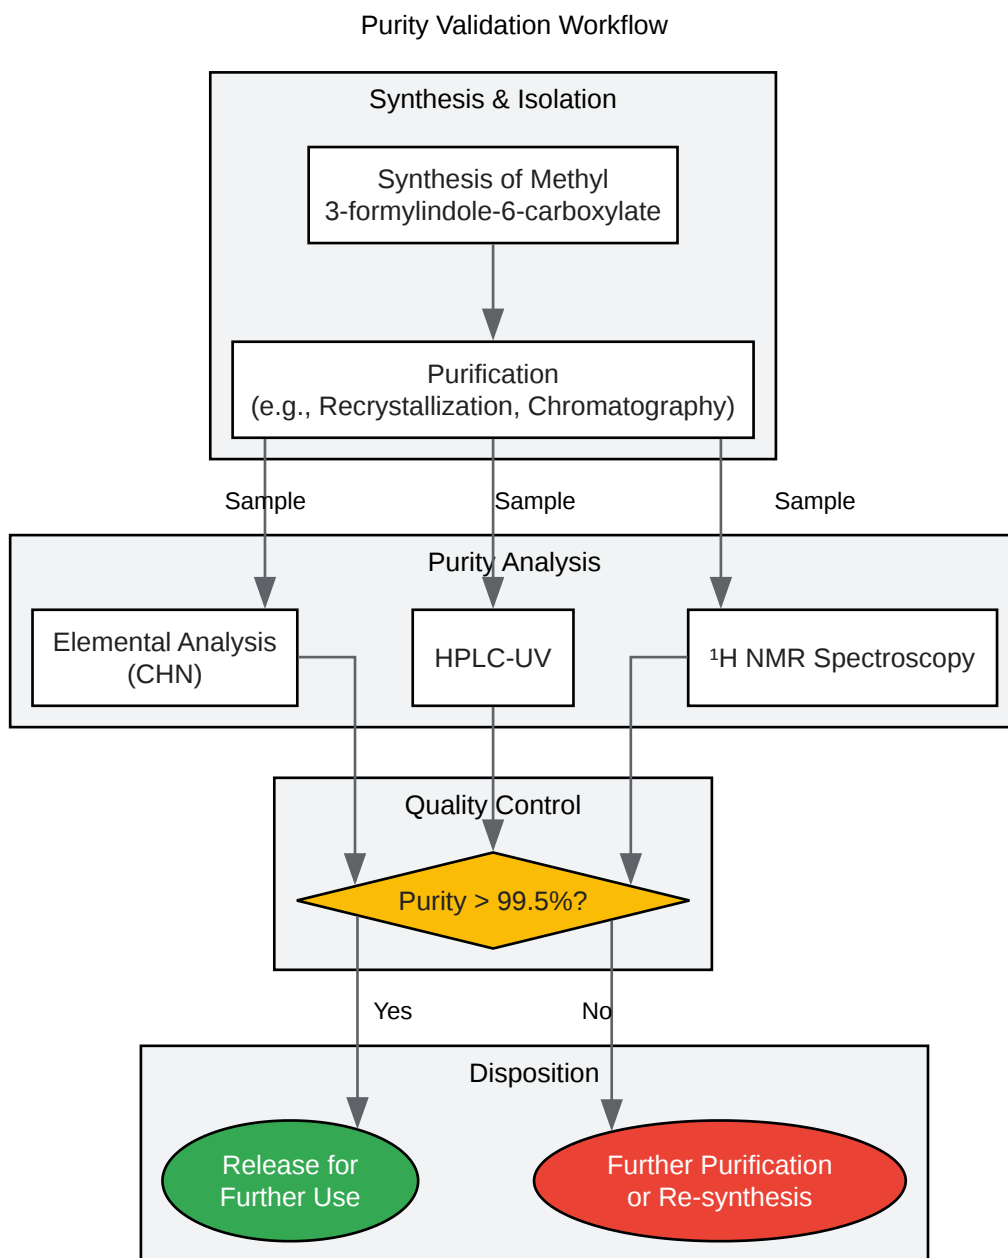 Purity Validation Workflow
Synthesis & Isolation
Synthesis of Methyl
3-formylindole-6-carboxylate
Purification
(e.g., Recrystallization, Chromatography)
Sample
Sample
Sample
Purity Analysis
Elemental Analysis
(CHN)
HPLC-UV
¹H NMR Spectroscopy
Quality Control
Purity > 99.5%?
Yes
No
Disposition
Release for
Further Use
Further Purification
or Re-synthesis